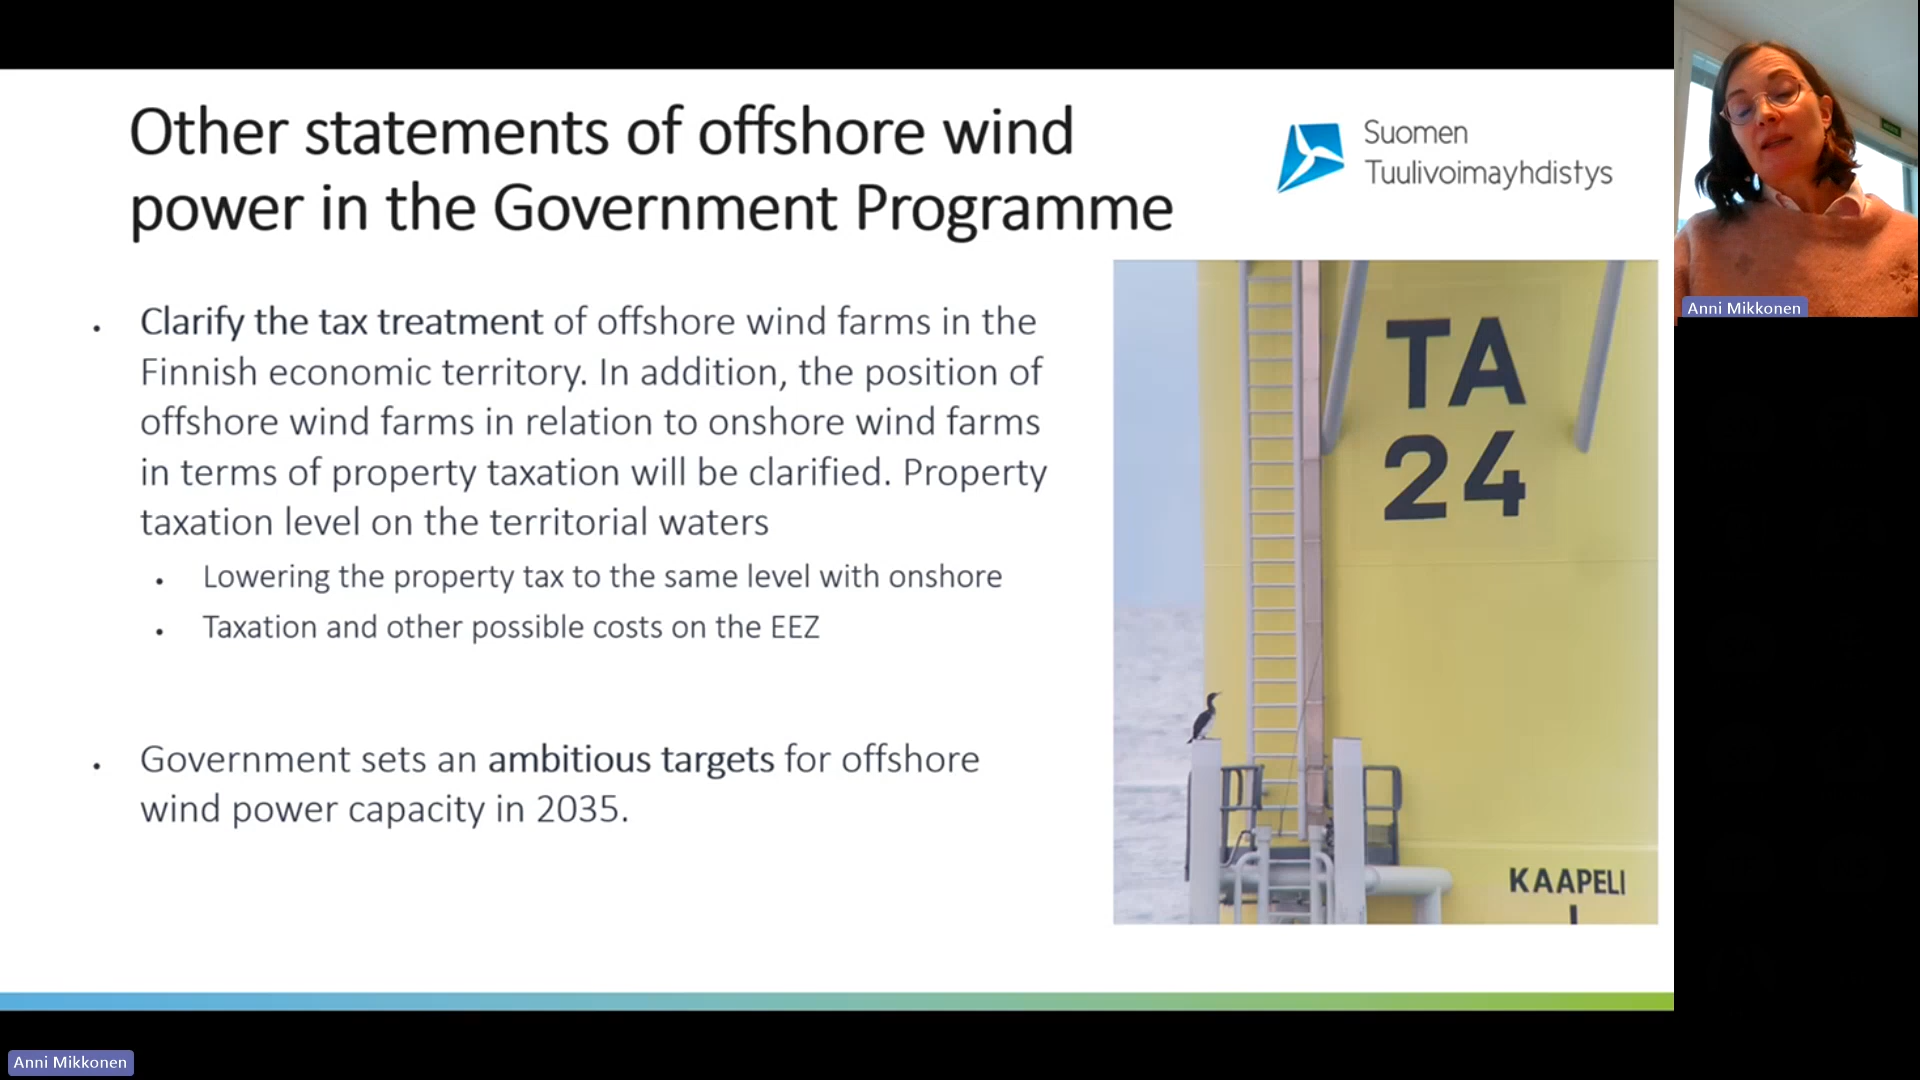 Other statements of offshore wind
power in the Government Programme
Suomen
Tuulivoimayhdistys
• Clarify the tax treatment of offshore wind farms in the
Finnish economic territory. In addition, the position of
offshore wind farms in relation to onshore wind farms
in terms of property taxation will be clarified. Property
taxation level on the territorial waters
• Lowering the property tax to the same level with onshore
• Taxation and other possible costs on the EEZ
• Government sets an ambitious targets for offshore
wind power capacity in 2035.
TA
24
KAAPELI
Anni Mikkonen
Anni Mikkonen